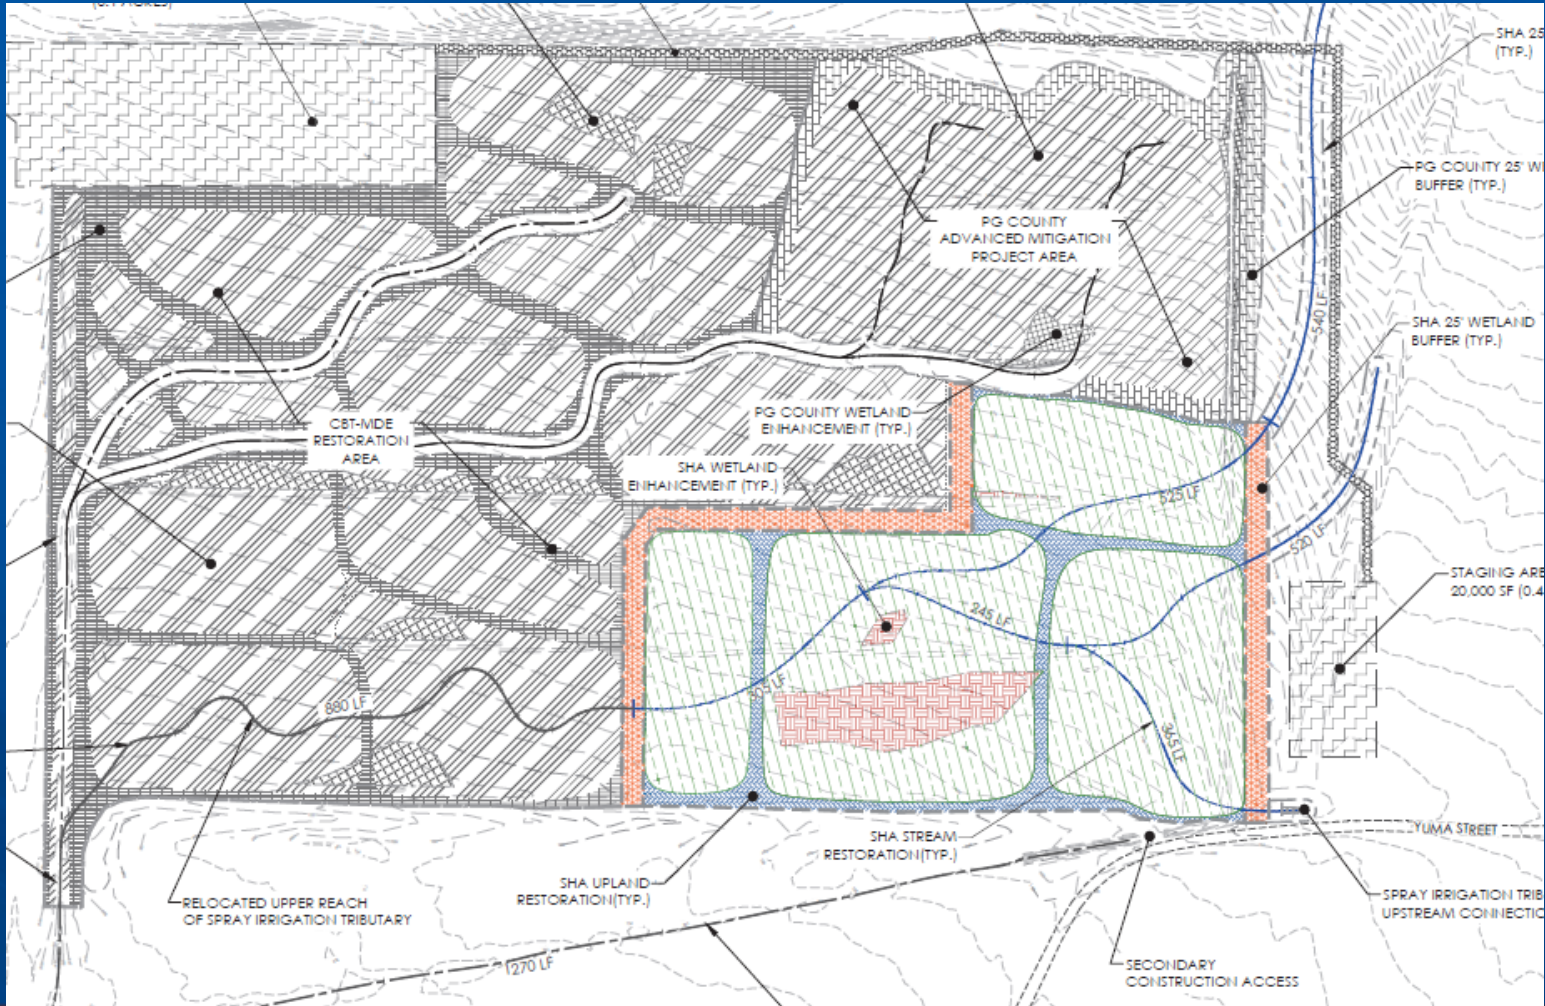 SHA 25
(TYP.)
PG COUNTY 25' WE
BUFFER (TYP.)
PG COUNTY
ADVANCED MITIGATION
PROJECT AREA
540 LF
SHA 25' WETLAND
BUFFER (TYP.)
PG COUNTY WETLAND
ENHANCEMENT (TYP.)
CBT-MDE
RESTORATION
AREA
SHA WETLAND
ENHANCEMENT (TYP.)
525 LF
520 LF
STAGING ARE
20,000 SF (0.4
245 LF
305 LF
880 LF
365 LF
SHA STREAM
RESTORATION(TYP.)
YUMA STREET
SHA UPLAND
RESTORATION(TYP.)
RELOCATED UPPER REACH
OF SPRAY IRRIGATION TRIBUTARY
SPRAY IRRIGATION TRIB
UPSTREAM CONNECTIO
SECONDARY
CONSTRUCTION ACCESS
270 LF